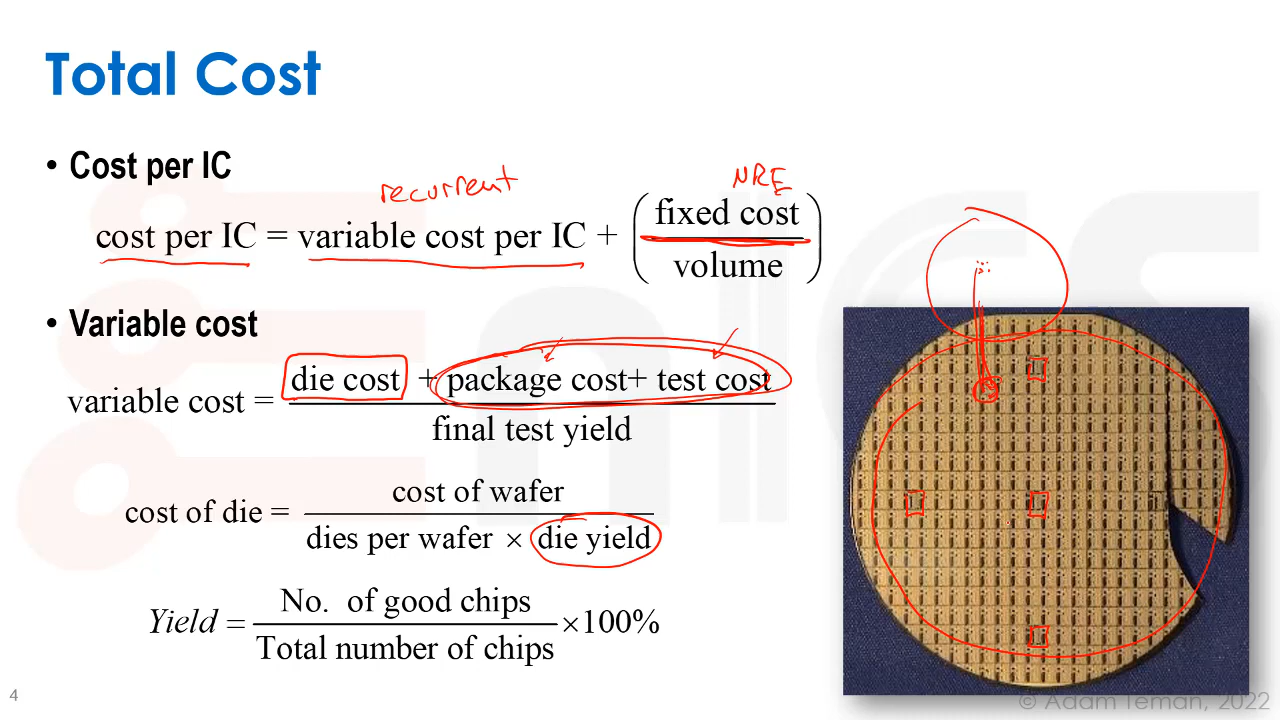 Total Cost
• Cost per IC
recurrent
NRE
cost per IC = variable cost per IC + (fixed cost / volume)
• Variable cost
variable cost = die cost + package cost+ test cost / final test yield
cost of die = cost of wafer / dies per wafer × die yield
Yield = No. of good chips / Total number of chips ×100%
4
© Adam Teman, 2022